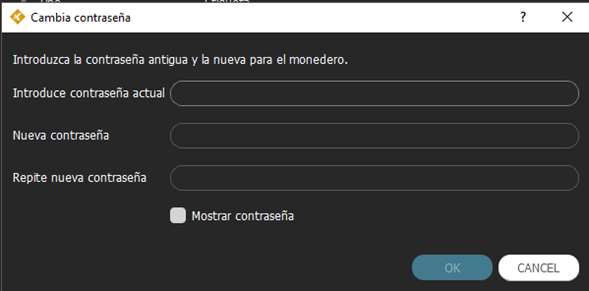 Cambia contraseña
?
Introduzca la contraseña antigua y la nueva para el monedero.
Introduce contraseña actual
Nueva contraseña
Repite nueva contraseña
Mostrar contraseña
OK CANCEL